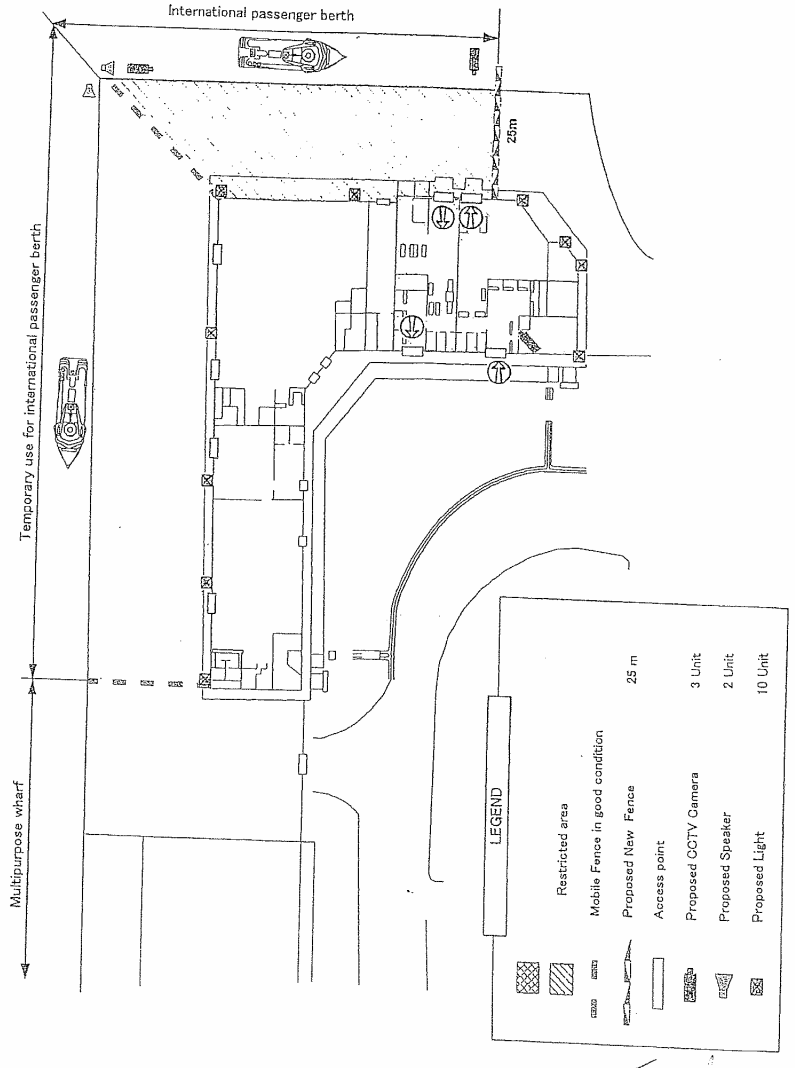 International passenger berth
Temporary use for international passenger berth
Multipurpose wharf
25m
LEGEND
Restricted area
Mobile Fence in good condition
Proposed New Fence 25 m
Access point
Proposed CCTV Camera 3 Unit
Proposed Speaker 2 Unit
Proposed Light 10 Unit